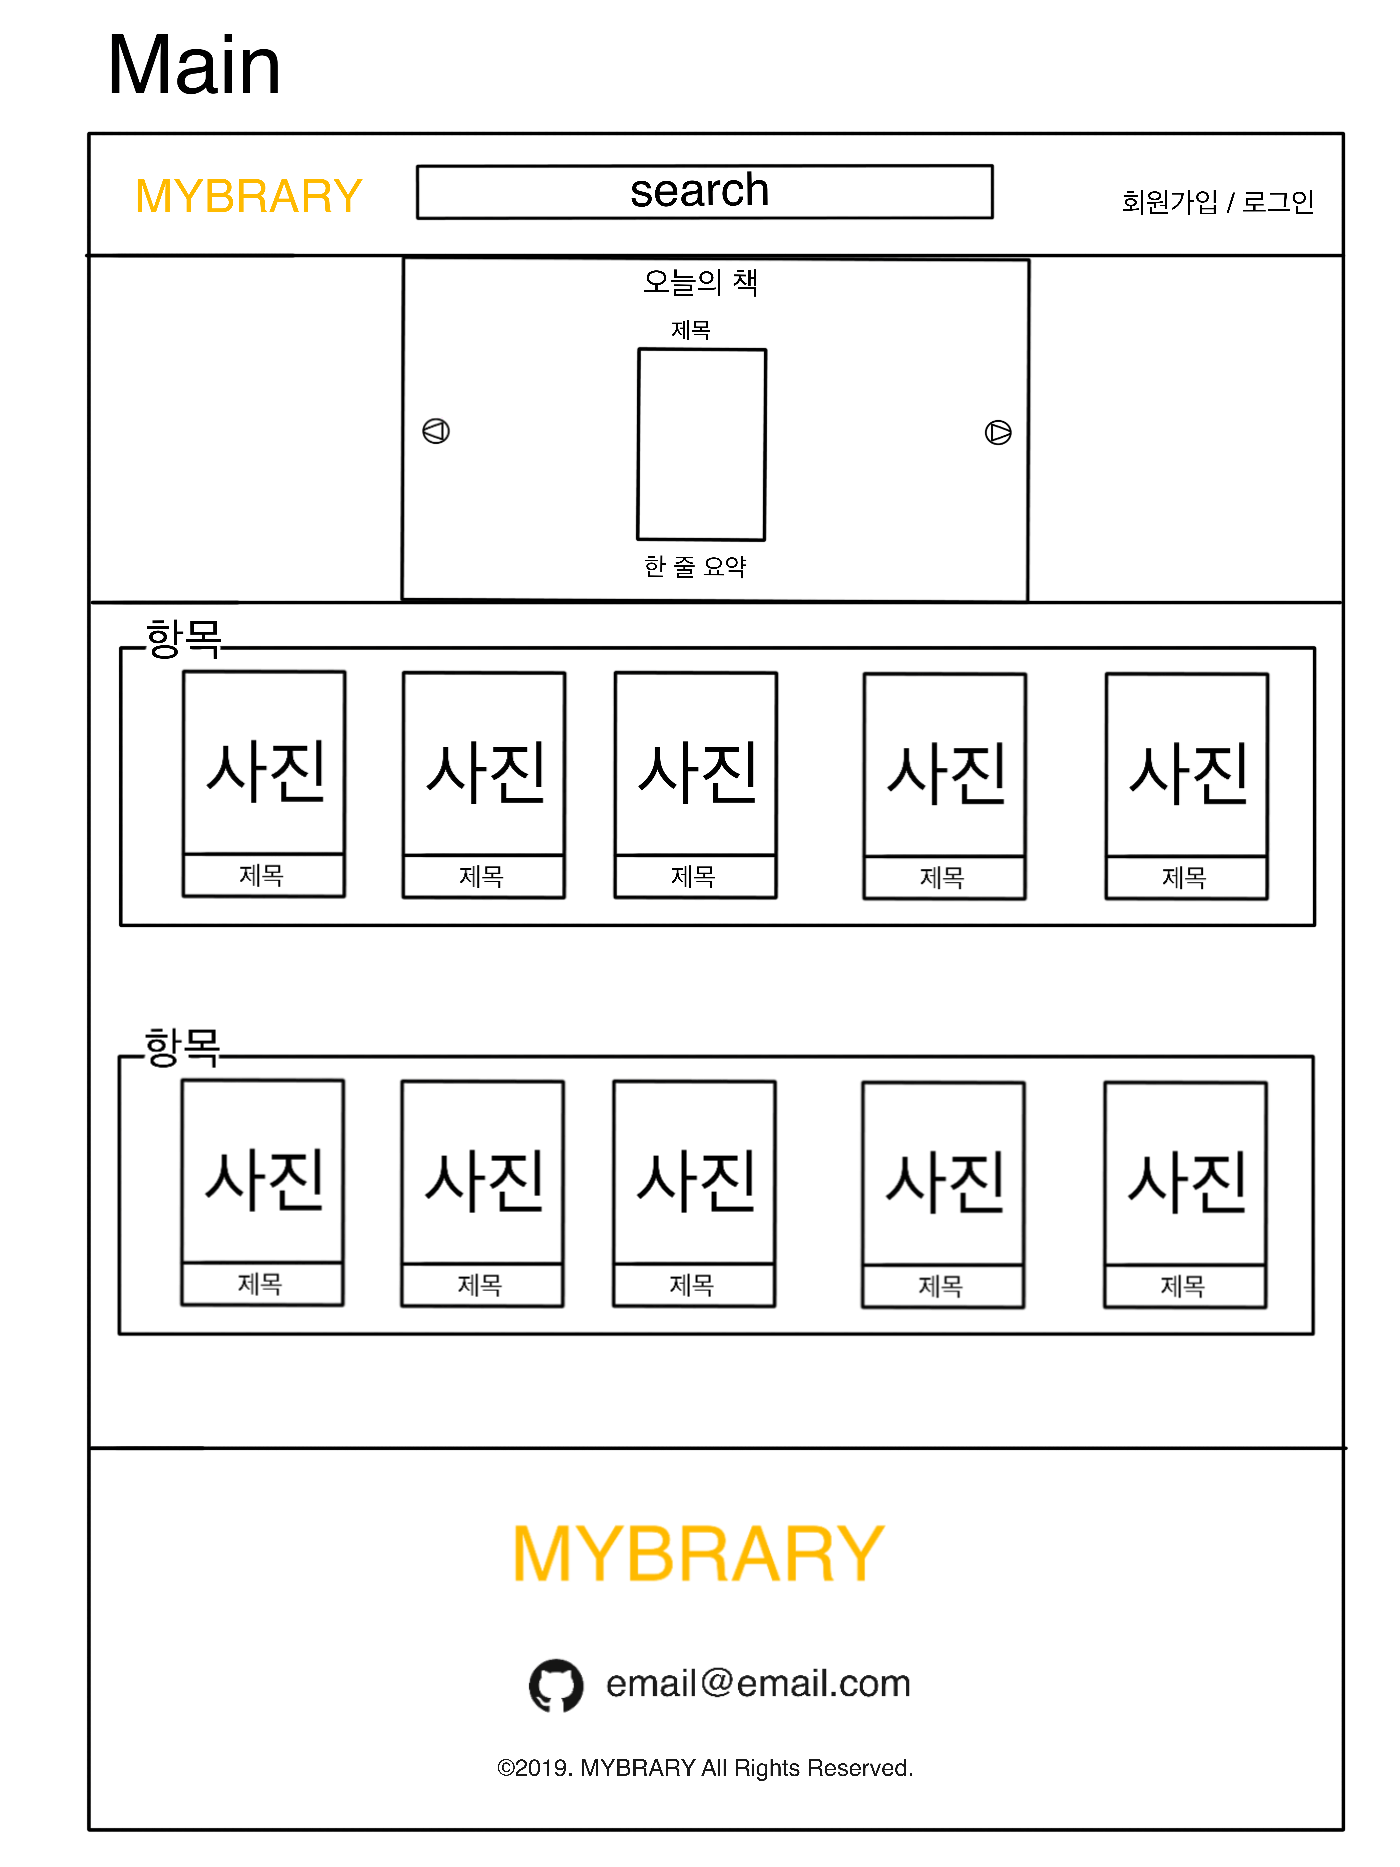 Main
MYBRARY
search
회원가입 / 로그인
오늘의 책
제목
한 줄 요약
항목
사진 사진 사진 사진 사진
제목 제목 제목 제목 제목
항목
사진 사진 사진 사진 사진
제목 제목 제목 제목 제목
MYBRARY
email@email.com
©2019. MYBRARY All Rights Reserved.